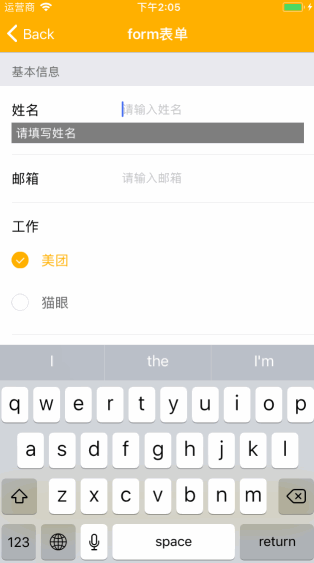 运营商 下午2:05
Back form表单
基本信息
姓名 请输入姓名
请填写姓名
邮箱 请输入邮箱
工作
美团
猫眼
I the I'm
q w e r t y u i o p
a s d f g h j k l
z x c v b n m
123 space return